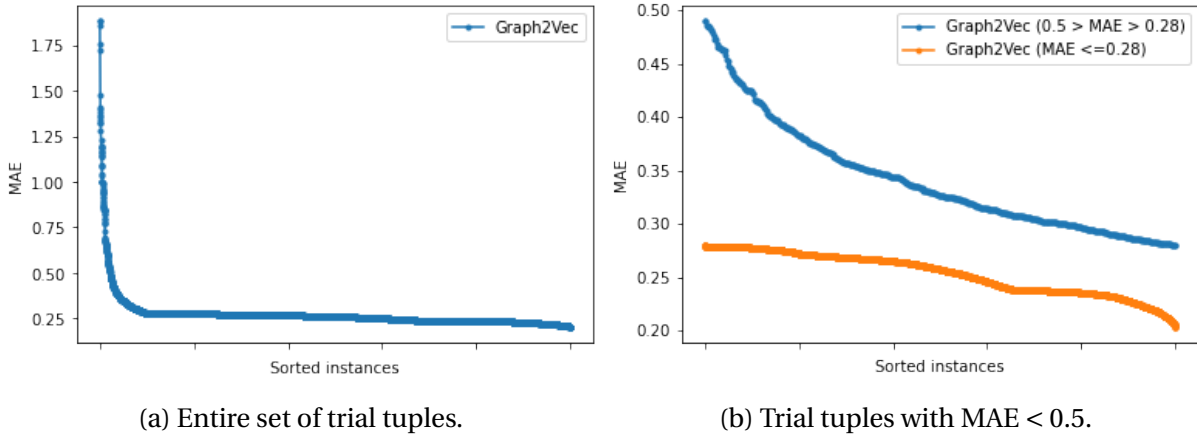 Graph2Vec
1.75
1.50
1.25
1.00
0.75
0.50
0.25
MAE
Sorted instances
(a) Entire set of trial tuples.
Graph2Vec (0.5 > MAE > 0.28)
Graph2Vec (MAE <=0.28)
0.50
0.45
0.40
0.35
0.30
0.25
0.20
MAE
Sorted instances
(b) Trial tuples with MAE < 0.5.